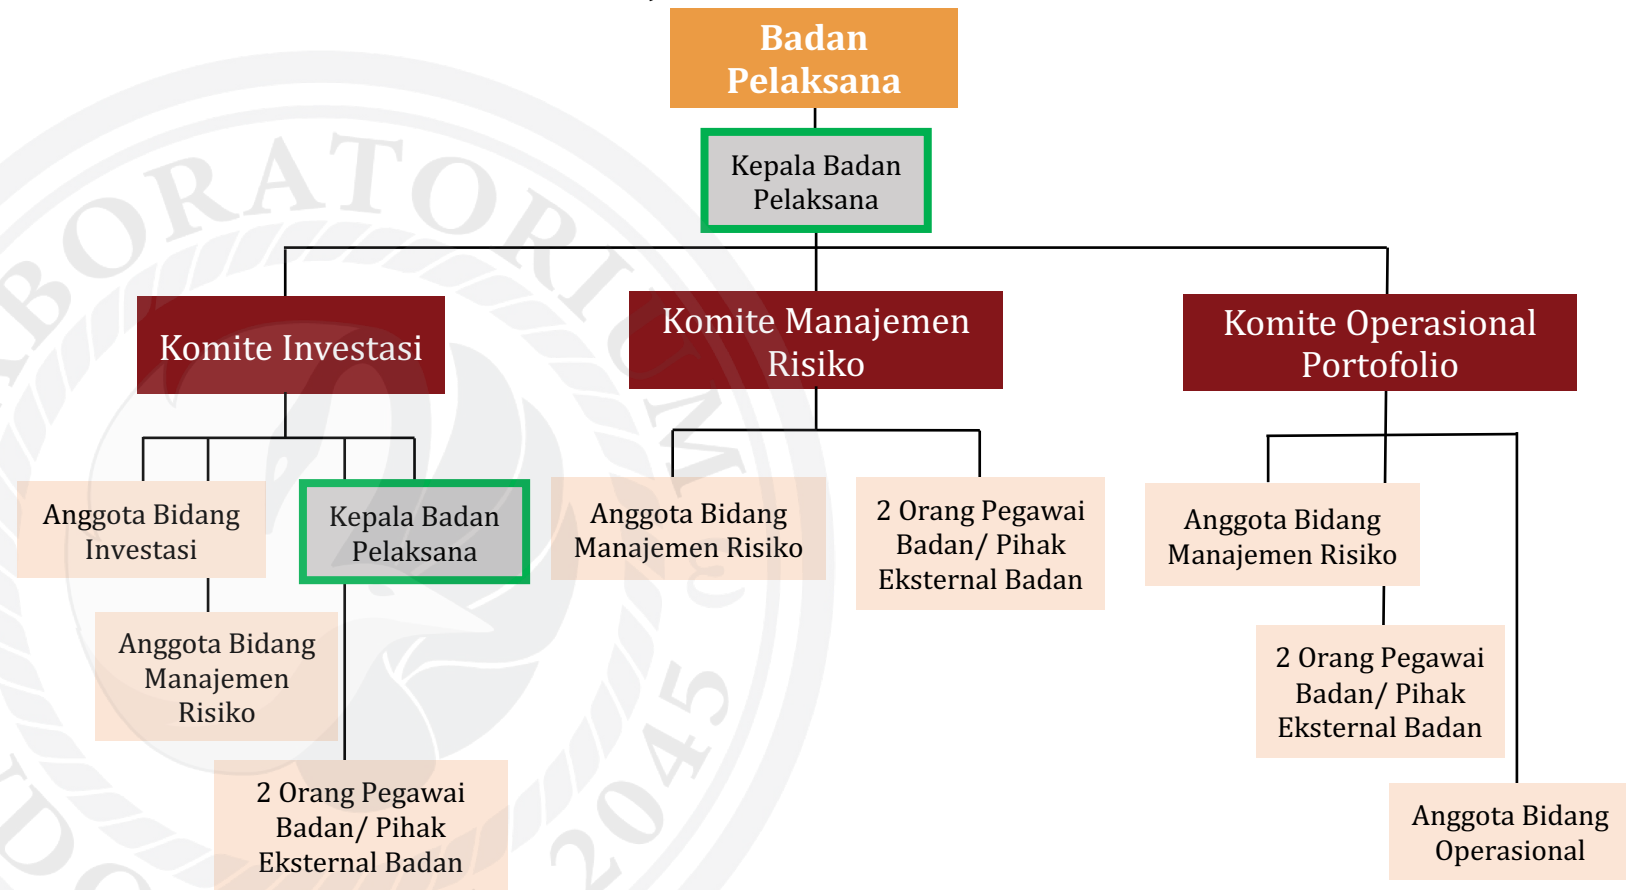 Badan
Pelaksana
Kepala Badan
Pelaksana
Komite Investasi
Komite Manajemen
Risiko
Komite Operasional
Portofolio
Anggota Bidang
Investasi
Kepala Badan
Pelaksana
Anggota Bidang
Manajemen
Risiko
2 Orang Pegawai
Badan/ Pihak
Eksternal Badan
Anggota Bidang
Manajemen Risiko
2 Orang Pegawai
Badan/ Pihak
Eksternal Badan
Anggota Bidang
Manajemen Risiko
2 Orang Pegawai
Badan/ Pihak
Eksternal Badan
Anggota Bidang
Operasional
LABORATORIUM
2045